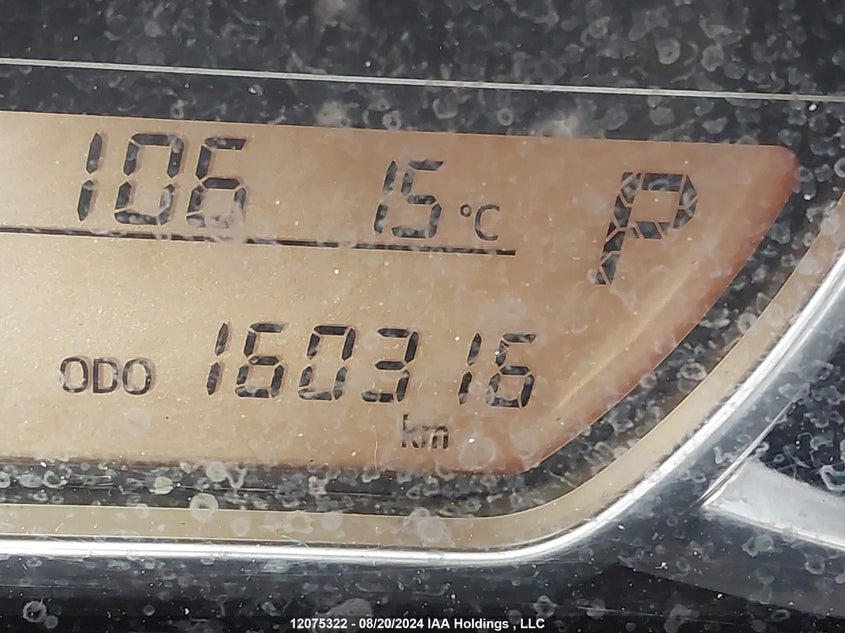 106 15 °C P
ODO 160316
km
12075322 - 08/20/2024 IAA Holdings , LLC